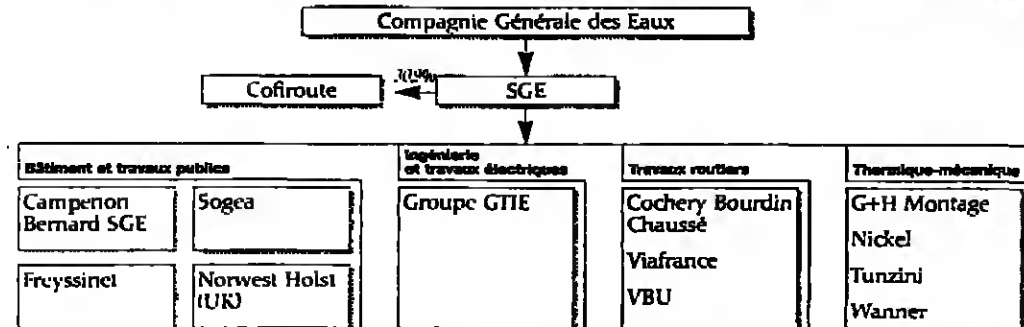 Compagnie Générale des Eaux
Cofiroute
SGE
Bâtiment et travaux publics
Campenon
Bernard SGE
Sogea
Freyssinet
Norwest Holst
(UK)
Ingénierie
et travaux électriques
Groupe GTIE
Travaux routiers
Cochery Bourdin
Chaussé
Viafrance
VBU
Thermique-mécanique
G+H Montage
Nickel
Tunzini
Wanner